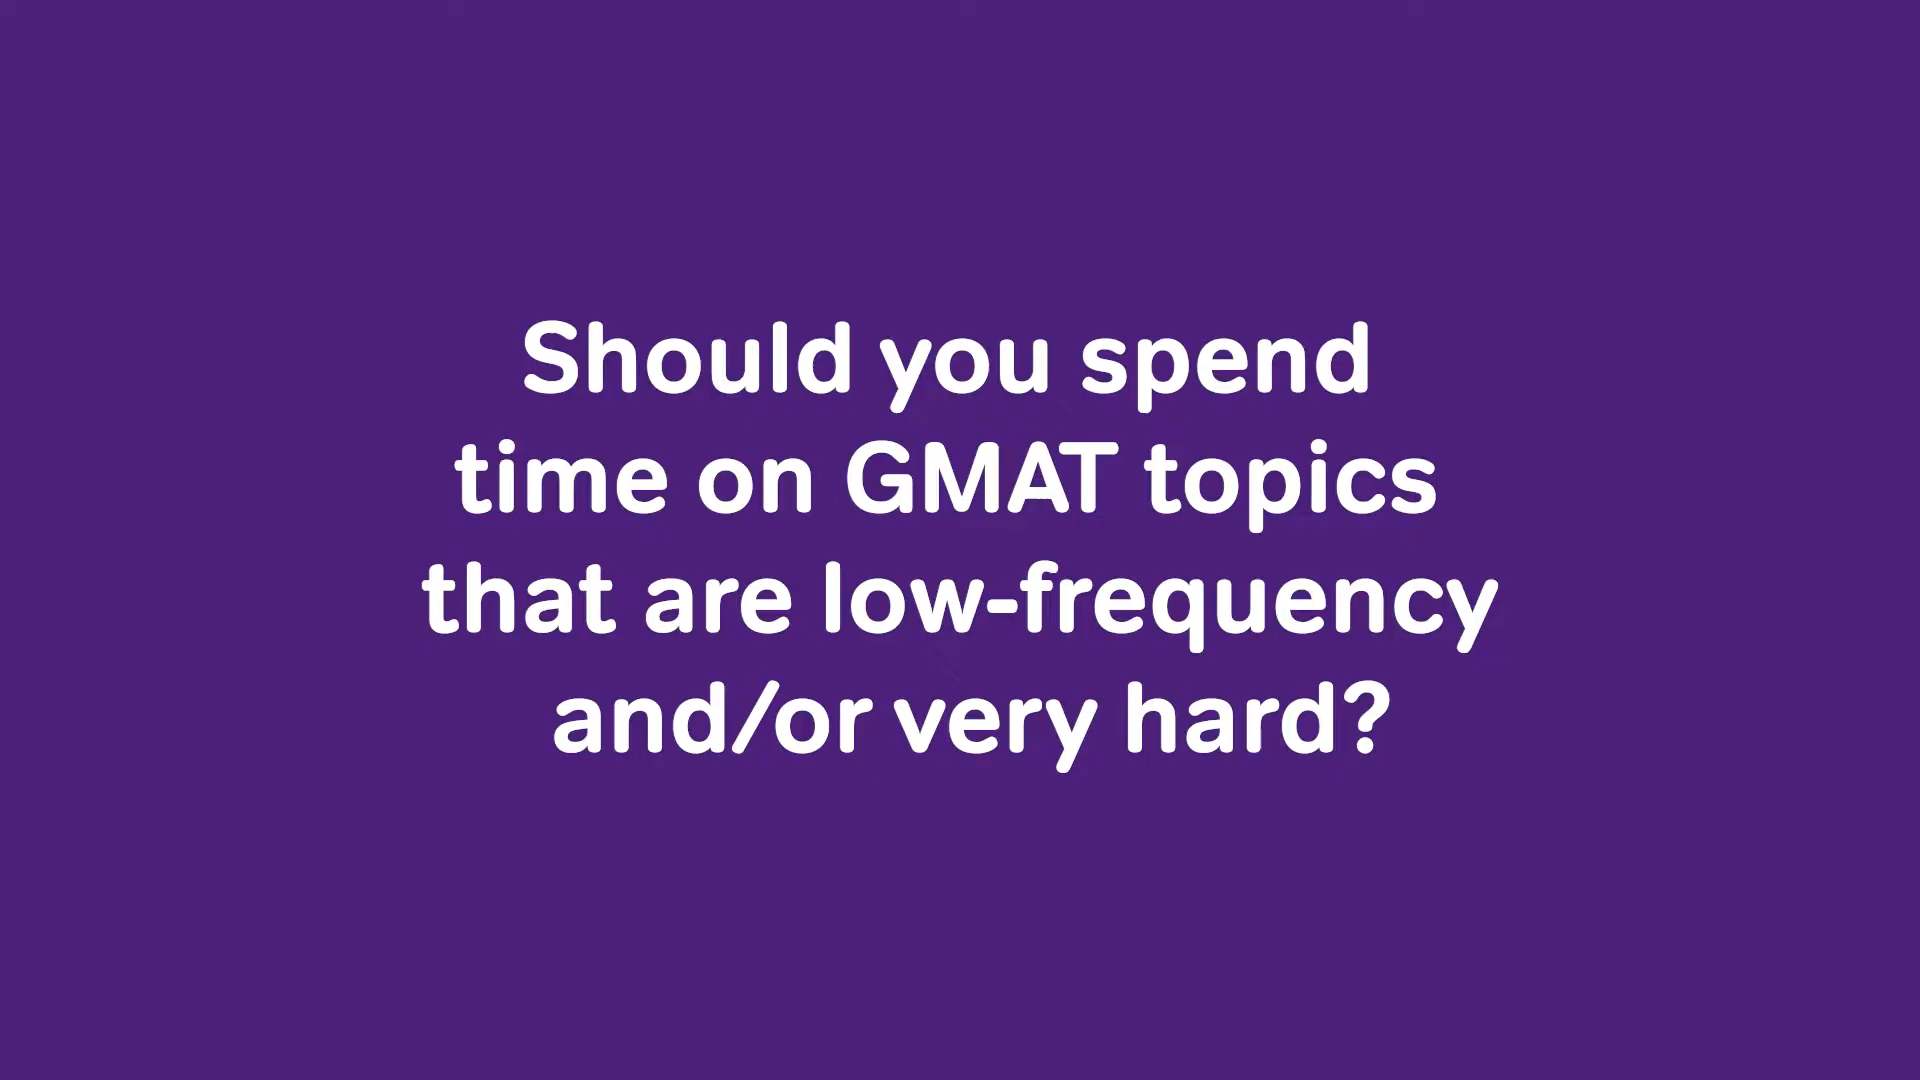 Should you spend
time on GMAT topics
that are low-frequency
and/or very hard?